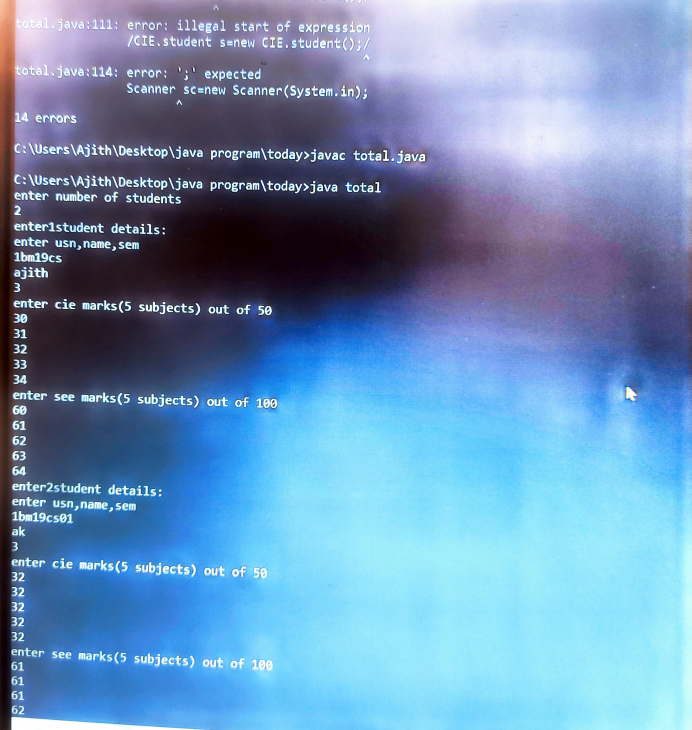 ^
total.java:111: error: illegal start of expression
/CIE.student s=new CIE.student();/
^
total.java:114: error: ';' expected
Scanner sc=new Scanner(System.in);
^
14 errors
C:\Users\Ajith\Desktop\java program\today>javac total.java
C:\Users\Ajith\Desktop\java program\today>java total
enter number of students
2
enter1student details:
enter usn,name,sem
1bm19cs
ajith
3
enter cie marks(5 subjects) out of 50
30
31
32
33
34
enter see marks(5 subjects) out of 100
60
61
62
63
64
enter2student details:
enter usn,name,sem
1bm19cs01
ak
3
enter cie marks(5 subjects) out of 50
32
32
32
32
32
enter see marks(5 subjects) out of 100
61
61
61
62